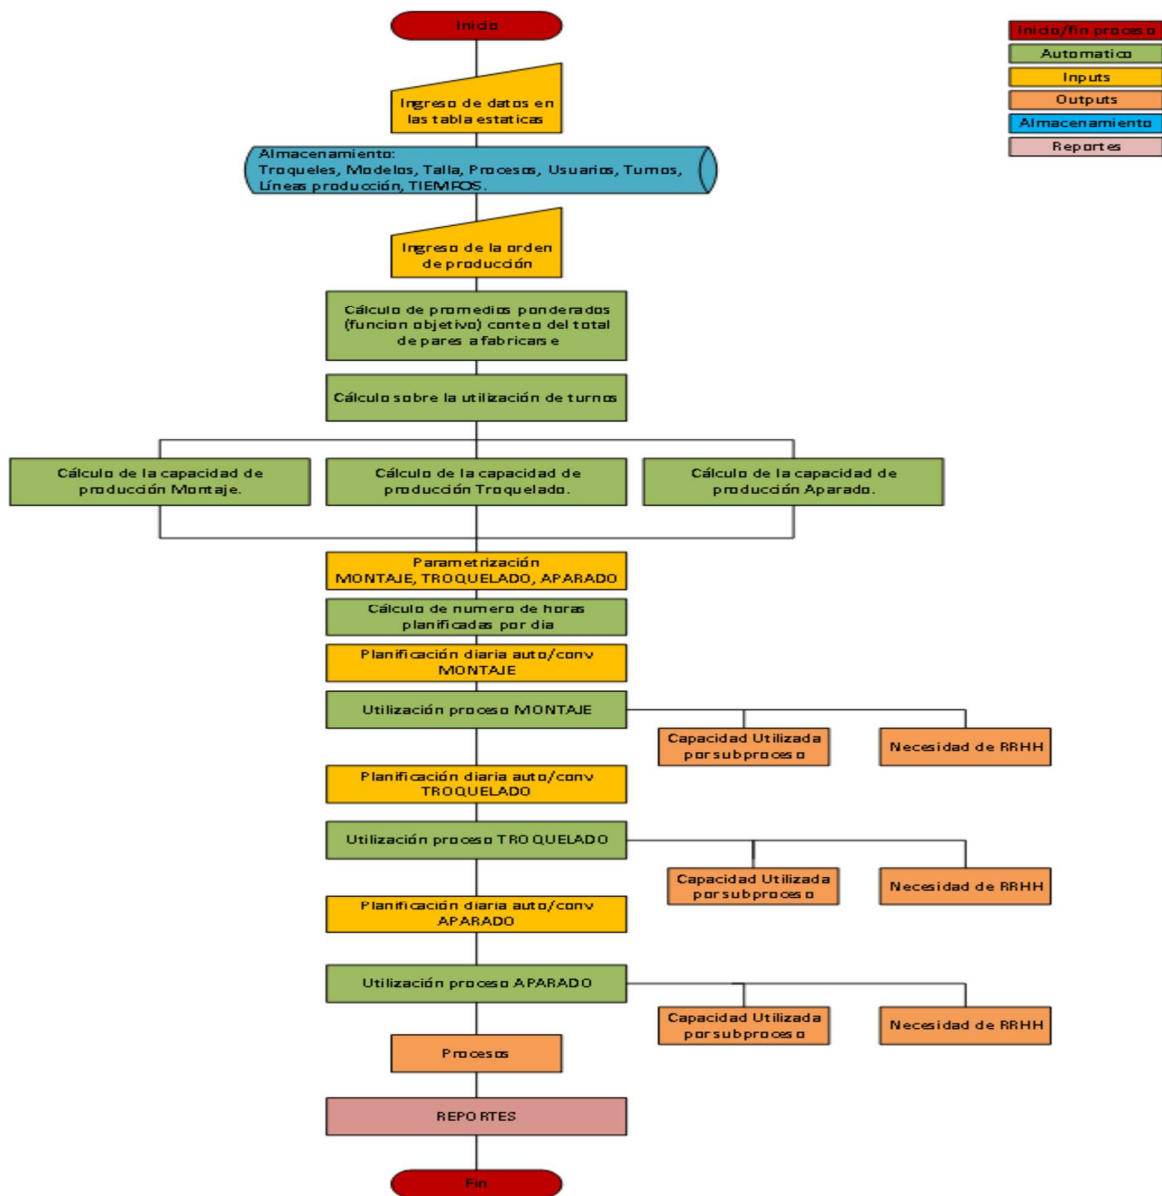 Inicio
Inicio/fin proceso
Automatico
Inputs
Outputs
Almacenamiento
Reportes
Ingreso de datos en
las tabla estaticas
Almacenamiento:
Troqueles, Modelos, Talla, Procesos, Usuarios, Turnos,
Líneas producción, TIEMPOS.
Ingreso de la orden
de producción
Cálculo de promedios ponderados
(funcion objetivo) conteo del total
de pares a fabricarse
Cálculo sobre la utilización de turnos
Cálculo de la capacidad de
producción Montaje.
Cálculo de la capacidad de
producción Troquelado.
Cálculo de la capacidad de
producción Aparado.
Parametrización
MONTAJE, TROQUELADO, APARADO
Cálculo de numero de horas
planificadas por dia
Planificación diaria auto/conv
MONTAJE
Utilización proceso MONTAJE
Capacidad Utilizada
por subproceso
Necesidad de RRHH
Planificación diaria auto/conv
TROQUELADO
Utilización proceso TROQUELADO
Capacidad Utilizada
por subproceso
Necesidad de RRHH
Planificación diaria auto/conv
APARADO
Utilización proceso APARADO
Capacidad Utilizada
por subproceso
Necesidad de RRHH
Procesos
REPORTES
Fin